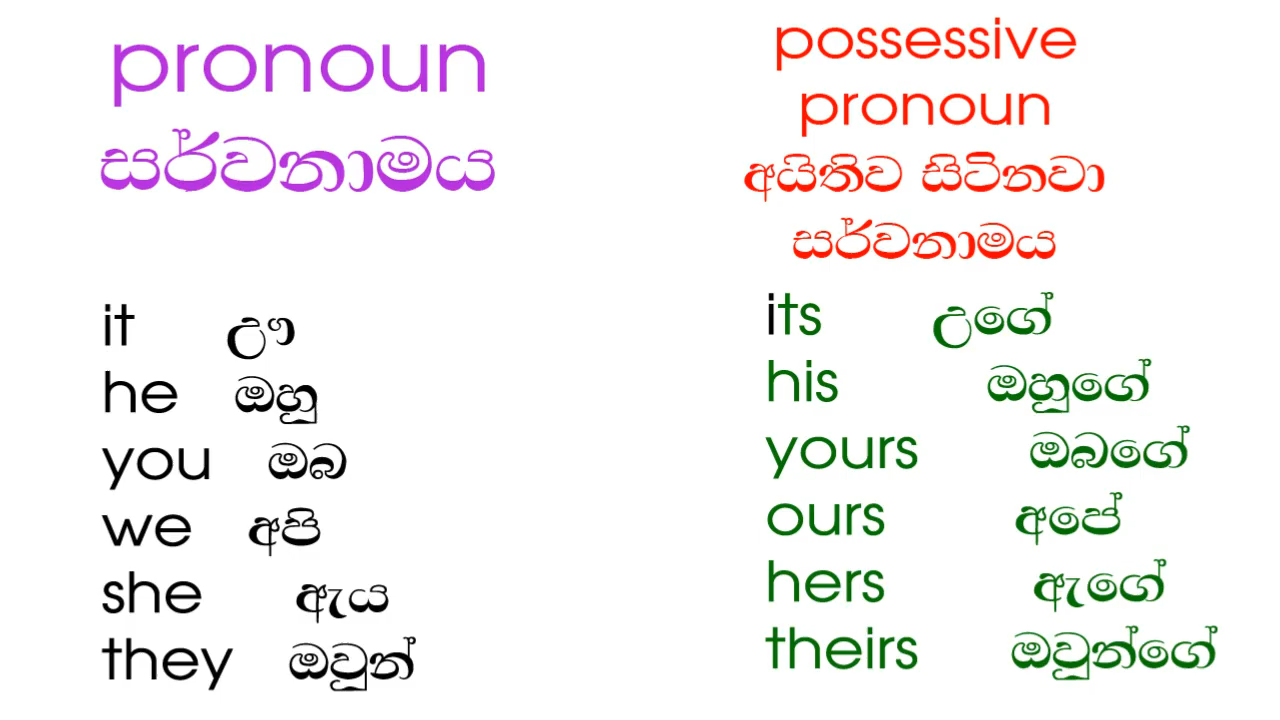 pronoun
සර්වනාමය
it ඌ
he ඔහු
you ඔබ
we අපි
she ඇය
they ඔවුන්
possessive
pronoun
අයිතිව සිටිනවා
සර්වනාමය
its උගේ
his ඔහුගේ
yours ඔබගේ
ours අපේ
hers ඇගේ
theirs ඔවුන්ගේ